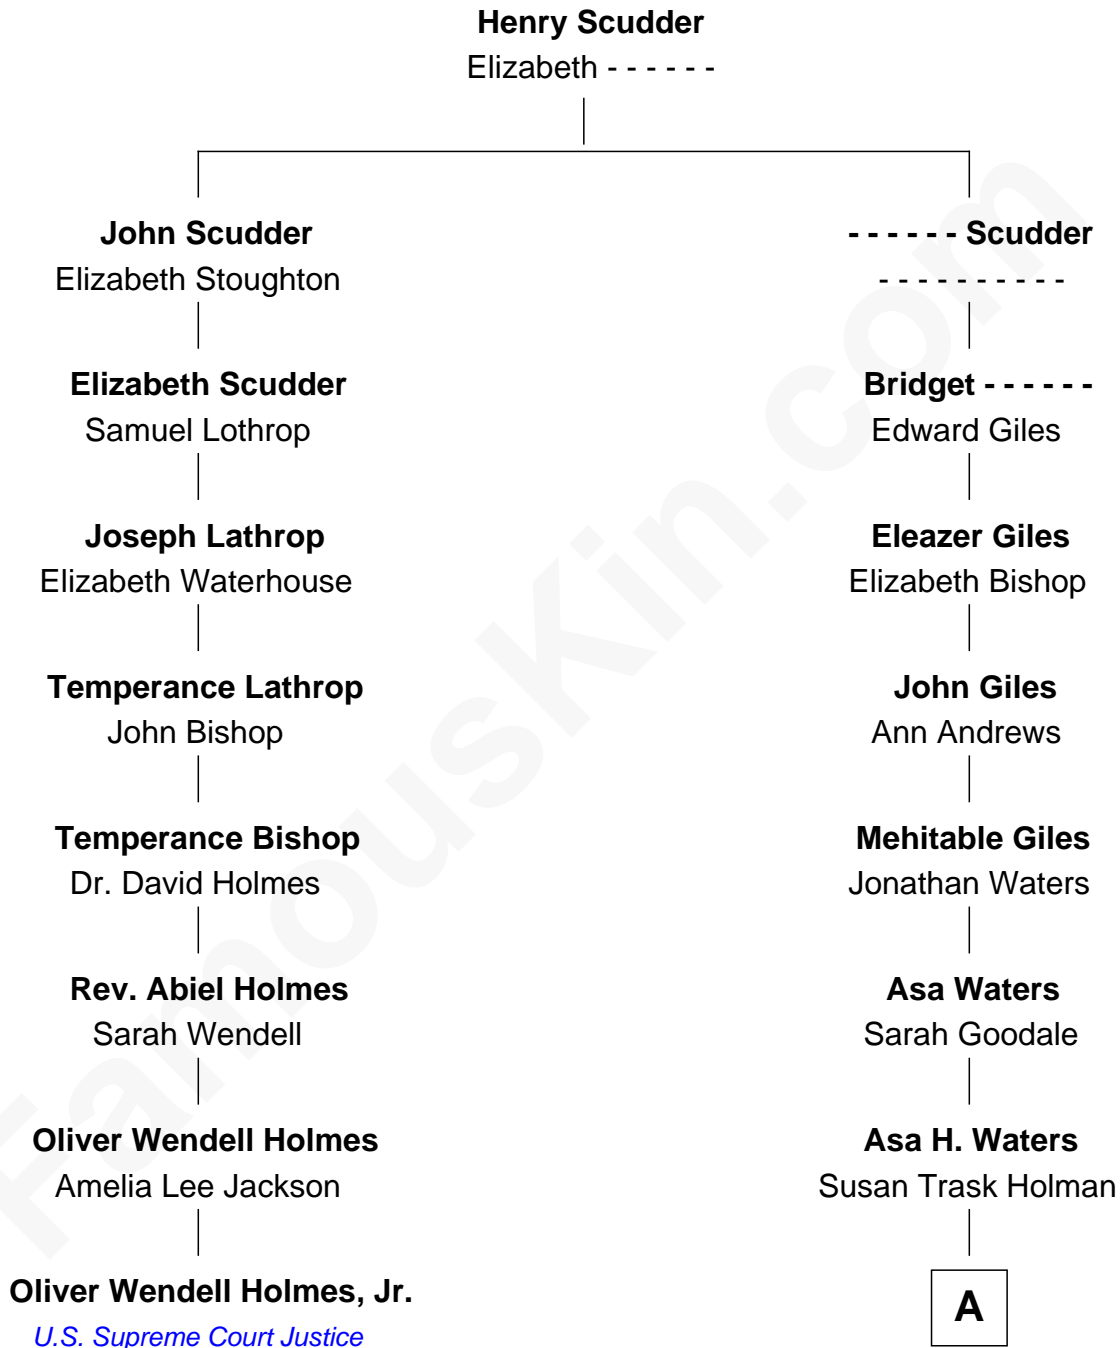 Henry Scudder
Elizabeth - - - - - -
John Scudder
Elizabeth Stoughton
- - - - - - Scudder
- - - - - - - - - -
Elizabeth Scudder
Samuel Lothrop
Bridget - - - - - -
Edward Giles
Joseph Lathrop
Elizabeth Waterhouse
Eleazer Giles
Elizabeth Bishop
Temperance Lathrop
John Bishop
John Giles
Ann Andrews
Temperance Bishop
Dr. David Holmes
Mehitable Giles
Jonathan Waters
Rev. Abiel Holmes
Sarah Wendell
Asa Waters
Sarah Goodale
Oliver Wendell Holmes
Amelia Lee Jackson
Asa H. Waters
Susan Trask Holman
Oliver Wendell Holmes, Jr.
U.S. Supreme Court Justice
A
FamousKin.com